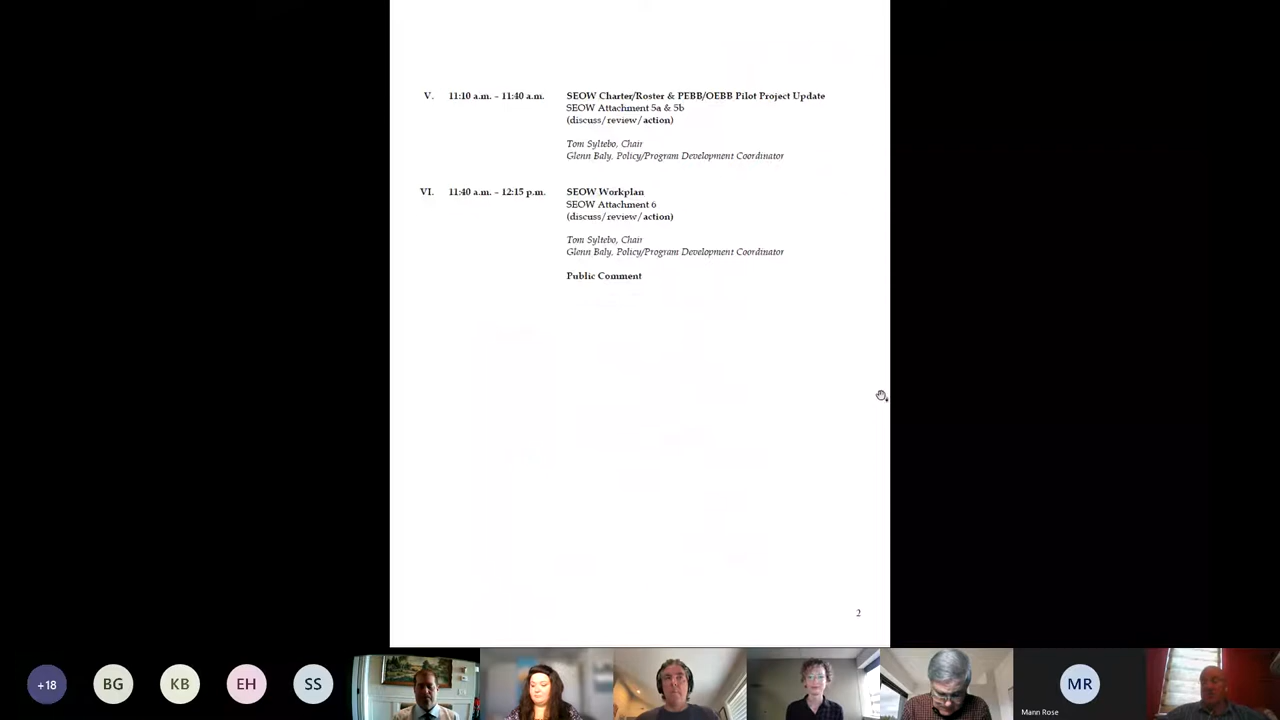 V. 11:10 a.m. – 11:40 a.m. SEOW Charter/Roster & PEBB/OEBB Pilot Project Update
SEOW Attachment 5a & 5b
(discuss/review/action)
Tom Syltebo, Chair
Glenn Baly, Policy/Program Development Coordinator
VI. 11:40 a.m. – 12:15 p.m. SEOW Workplan
SEOW Attachment 6
(discuss/review/action)
Tom Syltebo, Chair
Glenn Baly, Policy/Program Development Coordinator
Public Comment
2
+18 BG KB EH SS MR
Mann Rose